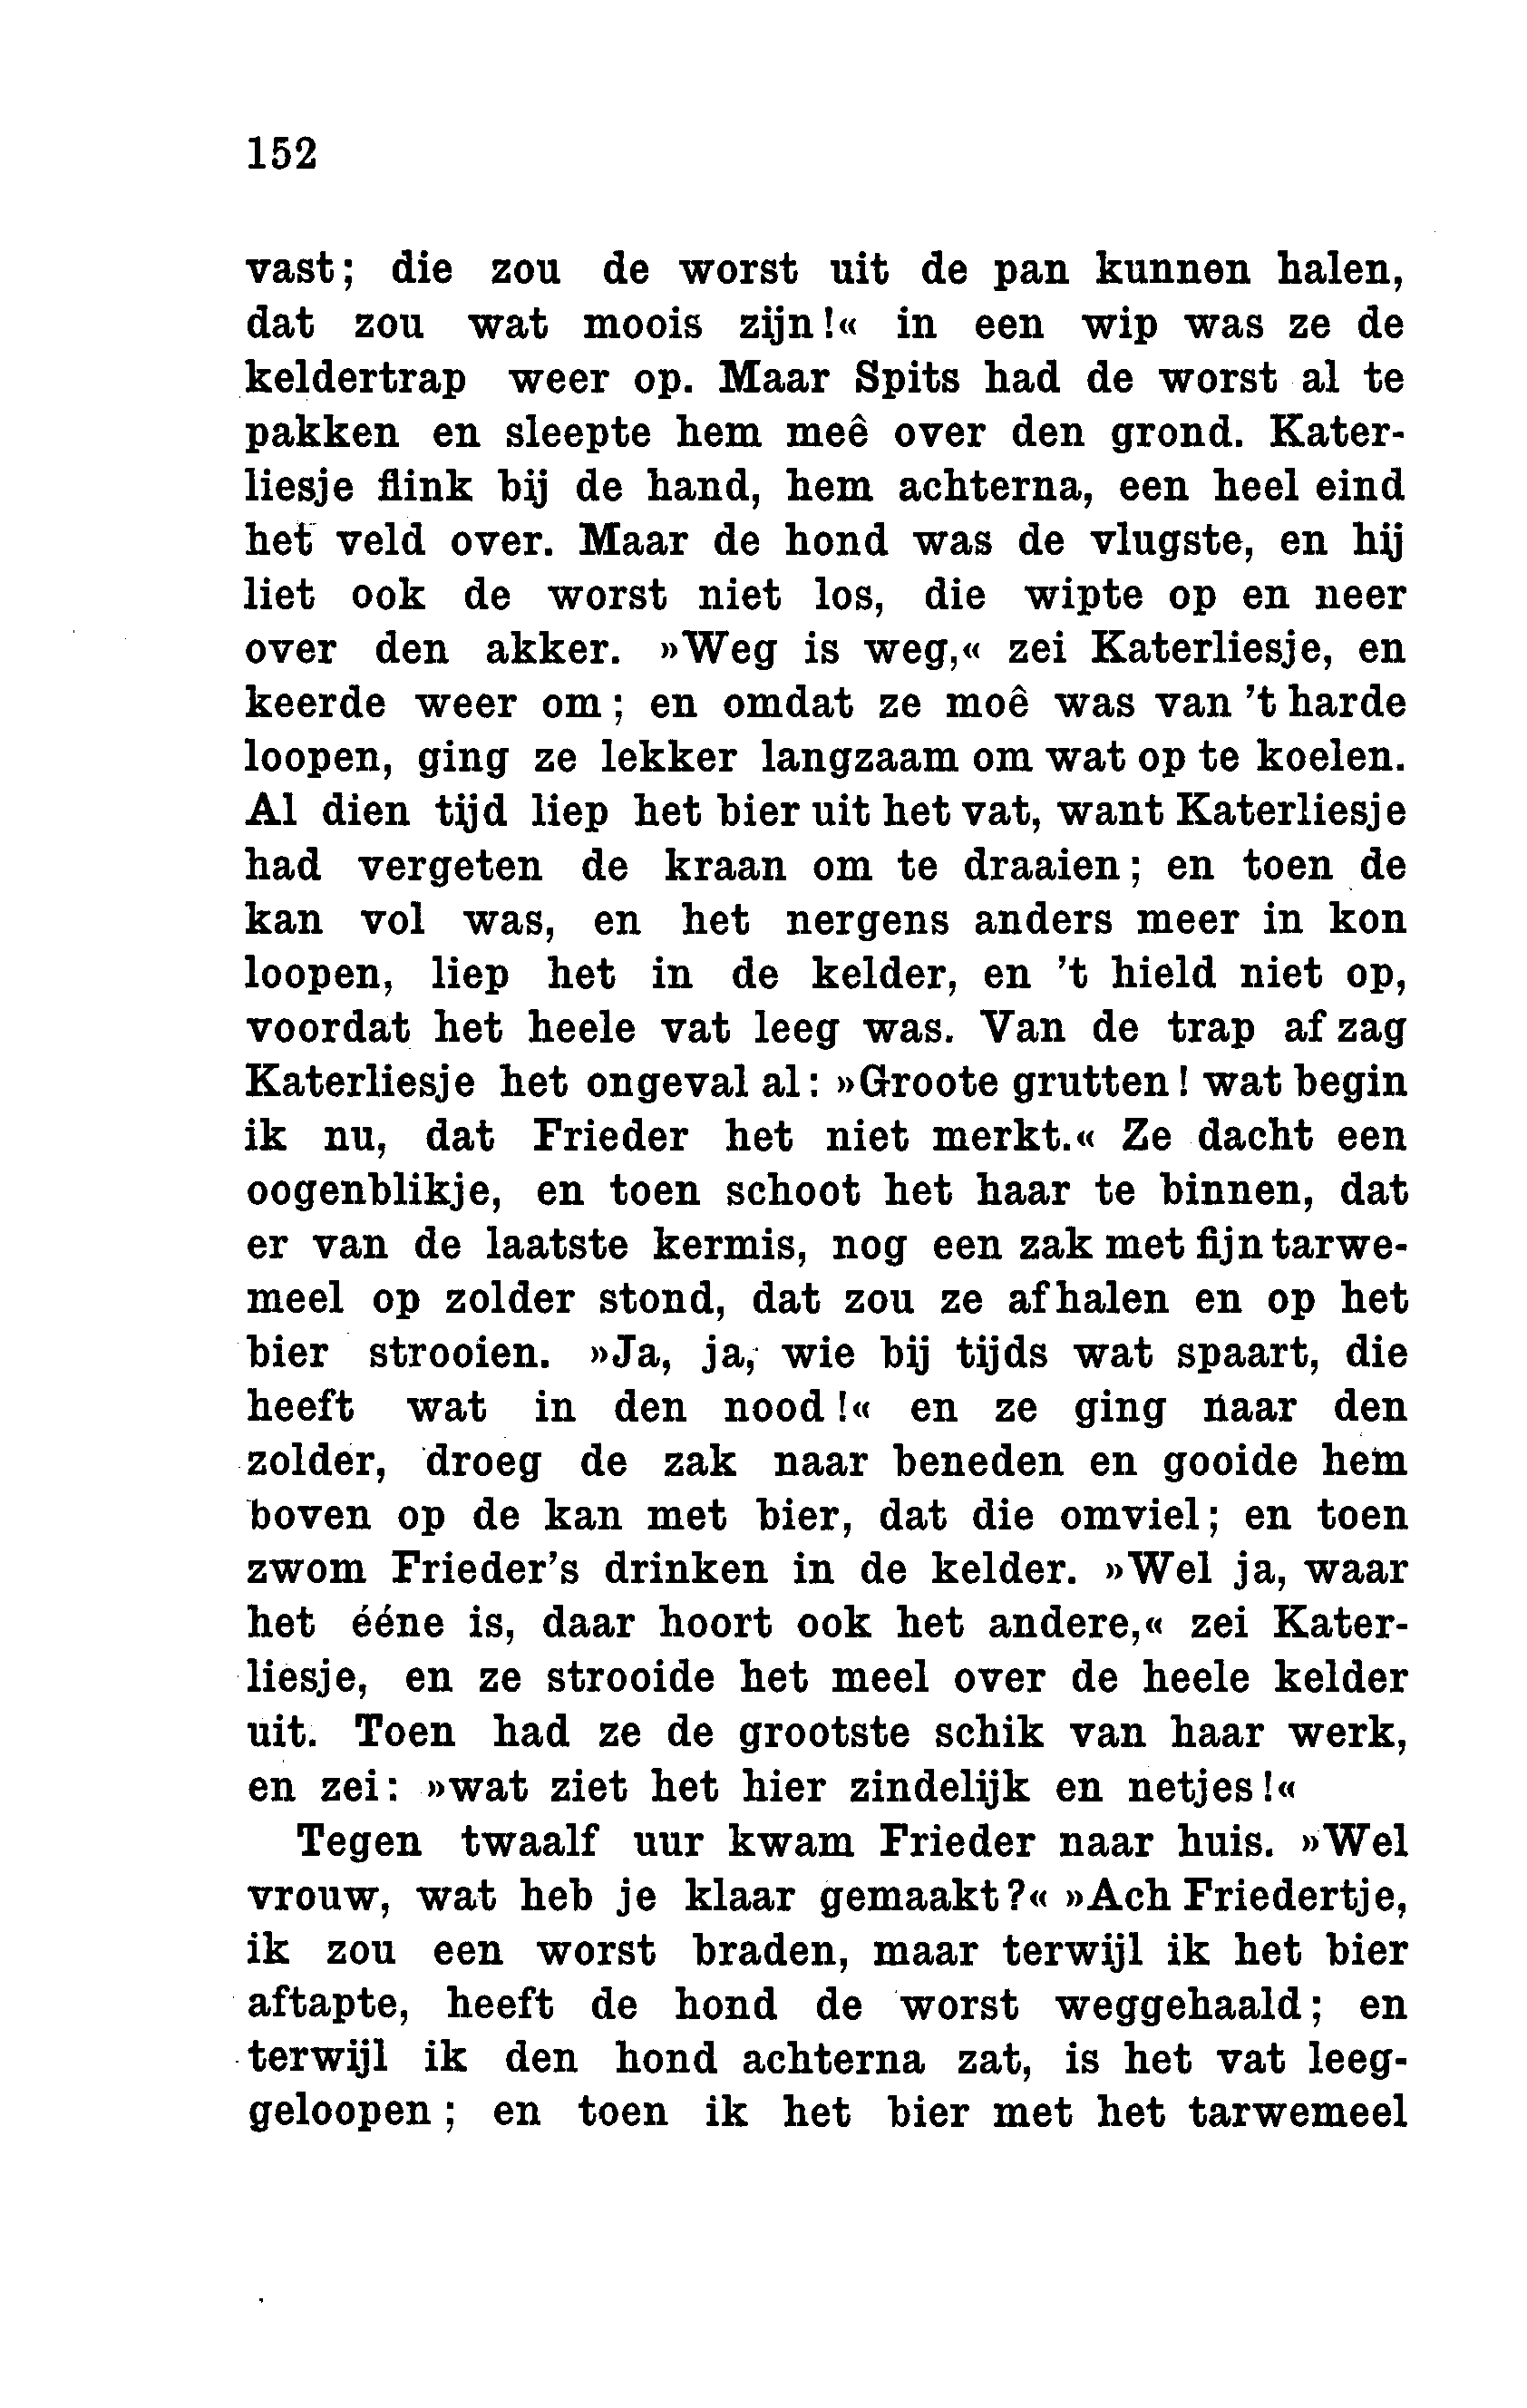 152
vast; die zou de worst uit de pan kunnen halen,
dat zou wat moois zijn!« in een wip was ze de
keldertrap weer op. Maar Spits had de worst al te
pakken en sleepte hem meê over den grond. Kater-
liesje flink bij de hand, hem achterna, een heel eind
het veld over. Maar de hond was de vlugste, en hij
liet ook de worst niet los, die wipte op en neer
over den akker. »Weg is weg,« zei Katerliesje, en
keerde weer om; en omdat ze moê was van 't harde
loopen, ging ze lekker langzaam om wat op te koelen.
Al dien tijd liep het bier uit het vat, want Katerliesje
had vergeten de kraan om te draaien; en toen de
kan vol was, en het nergens anders meer in kon
loopen, liep het in de kelder, en 't hield niet op,
voordat het heele vat leeg was. Van de trap af zag
Katerliesje het ongeval al: »Groote grutten! wat begin
ik nu, dat Frieder het niet merkt.« Ze dacht een
oogenblikje, en toen schoot het haar te binnen, dat
er van de laatste kermis, nog een zak met fijn tarwe-
meel op zolder stond, dat zou ze afhalen en op het
bier strooien. »Ja, ja, wie bij tijds wat spaart, die
heeft wat in den nood!« en ze ging naar den
zolder, droeg de zak naar beneden en gooide hem
boven op de kan met bier, dat die omviel; en toen
zwom Frieder's drinken in de kelder. »Wel ja, waar
het ééne is, daar hoort ook het andere,« zei Kater-
liesje, en ze strooide het meel over de heele kelder
uit. Toen had ze de grootste schik van haar werk,
en zei: »wat ziet het hier zindelijk en netjes!«
Tegen twaalf uur kwam Frieder naar huis. »Wel
vrouw, wat heb je klaar gemaakt?« »Ach Friedertje,
ik zou een worst braden, maar terwijl ik het bier
aftapte, heeft de hond de worst weggehaald; en
terwijl ik den hond achterna zat, is het vat leeg-
geloopen; en toen ik het bier met het tarwemeel